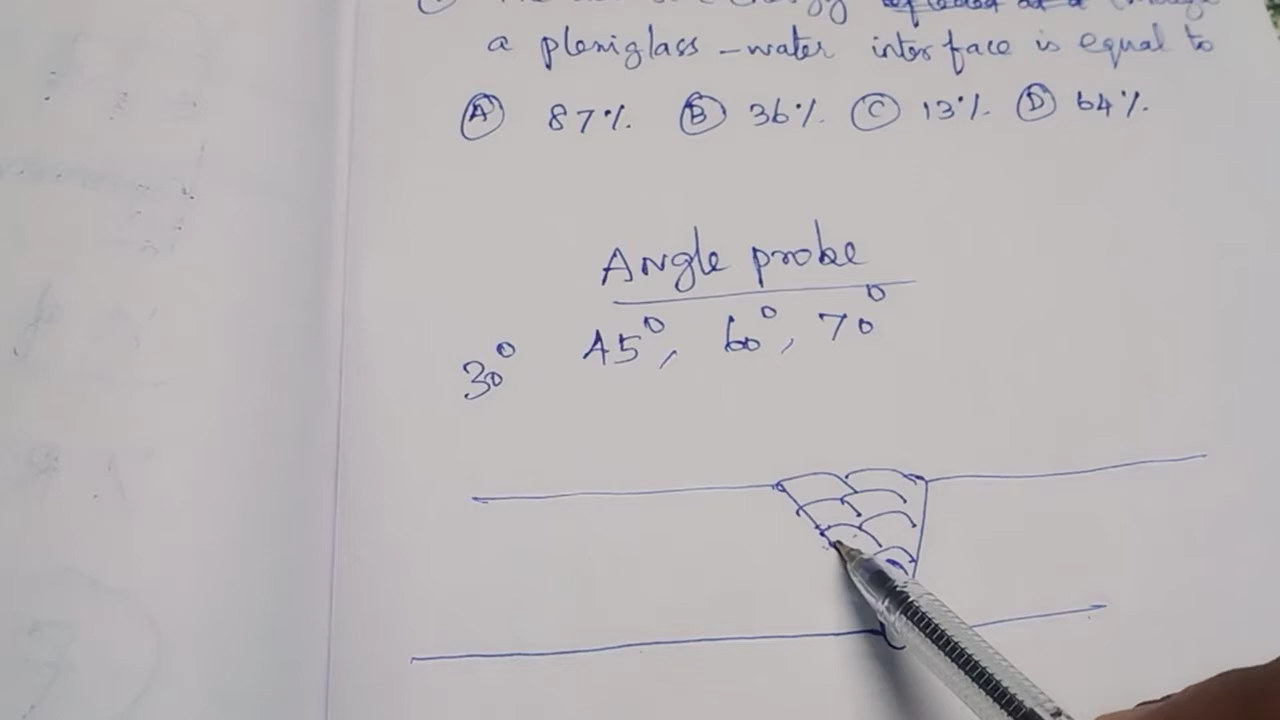 a plexiglass - water interface is equal to
(A) 87%. (B) 36%. (C) 13%. (D) 64%.
Angle probe
30° 45°, 60°, 70°